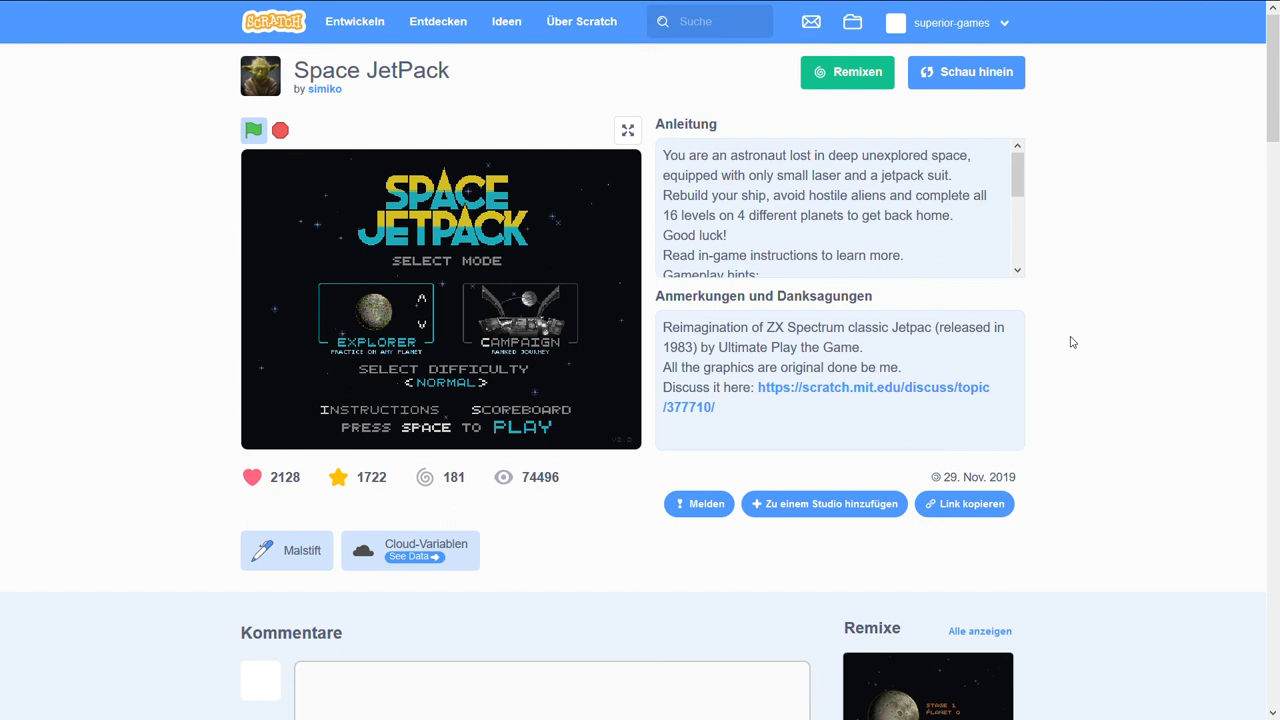 SCRATCH
Entwickeln
Entdecken
Ideen
Über Scratch
Suche
superior-games
Space JetPack
by simiko
Remixen
Schau hinein
SPACE
JETPACK
SELECT MODE
EXPLORER
PRACTICE ON ANY PLANET
CAMPAIGN
RANKED JOURNEY
SELECT DIFFICULTY
<NORMAL>
INSTRUCTIONS
SCOREBOARD
PRESS SPACE TO PLAY
V2.2
Anleitung
You are an astronaut lost in deep unexplored space,
equipped with only small laser and a jetpack suit.
Rebuild your ship, avoid hostile aliens and complete all
16 levels on 4 different planets to get back home.
Good luck!
Read in-game instructions to learn more.
Gameplay hints:
Anmerkungen und Danksagungen
Reimagination of ZX Spectrum classic Jetpac (released in
1983) by Ultimate Play the Game.
All the graphics are original done be me.
Discuss it here: https://scratch.mit.edu/discuss/topic
/377710/
2128
1722
181
74496
© 29. Nov. 2019
Melden
Zu einem Studio hinzufügen
Link kopieren
Malstift
Cloud-Variablen
See Data
Kommentare
Remixe
Alle anzeigen
STAGE 1
PLANET 0